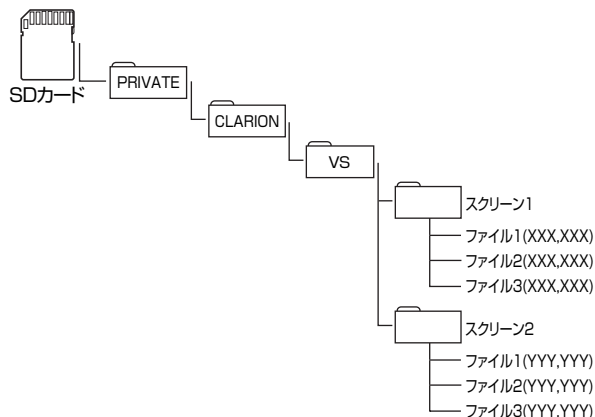 SDカード
PRIVATE
CLARION
VS
スクリーン1
ファイル1(XXX,XXX)
ファイル2(XXX,XXX)
ファイル3(XXX,XXX)
スクリーン2
ファイル1(YYY,YYY)
ファイル2(YYY,YYY)
ファイル3(YYY,YYY)